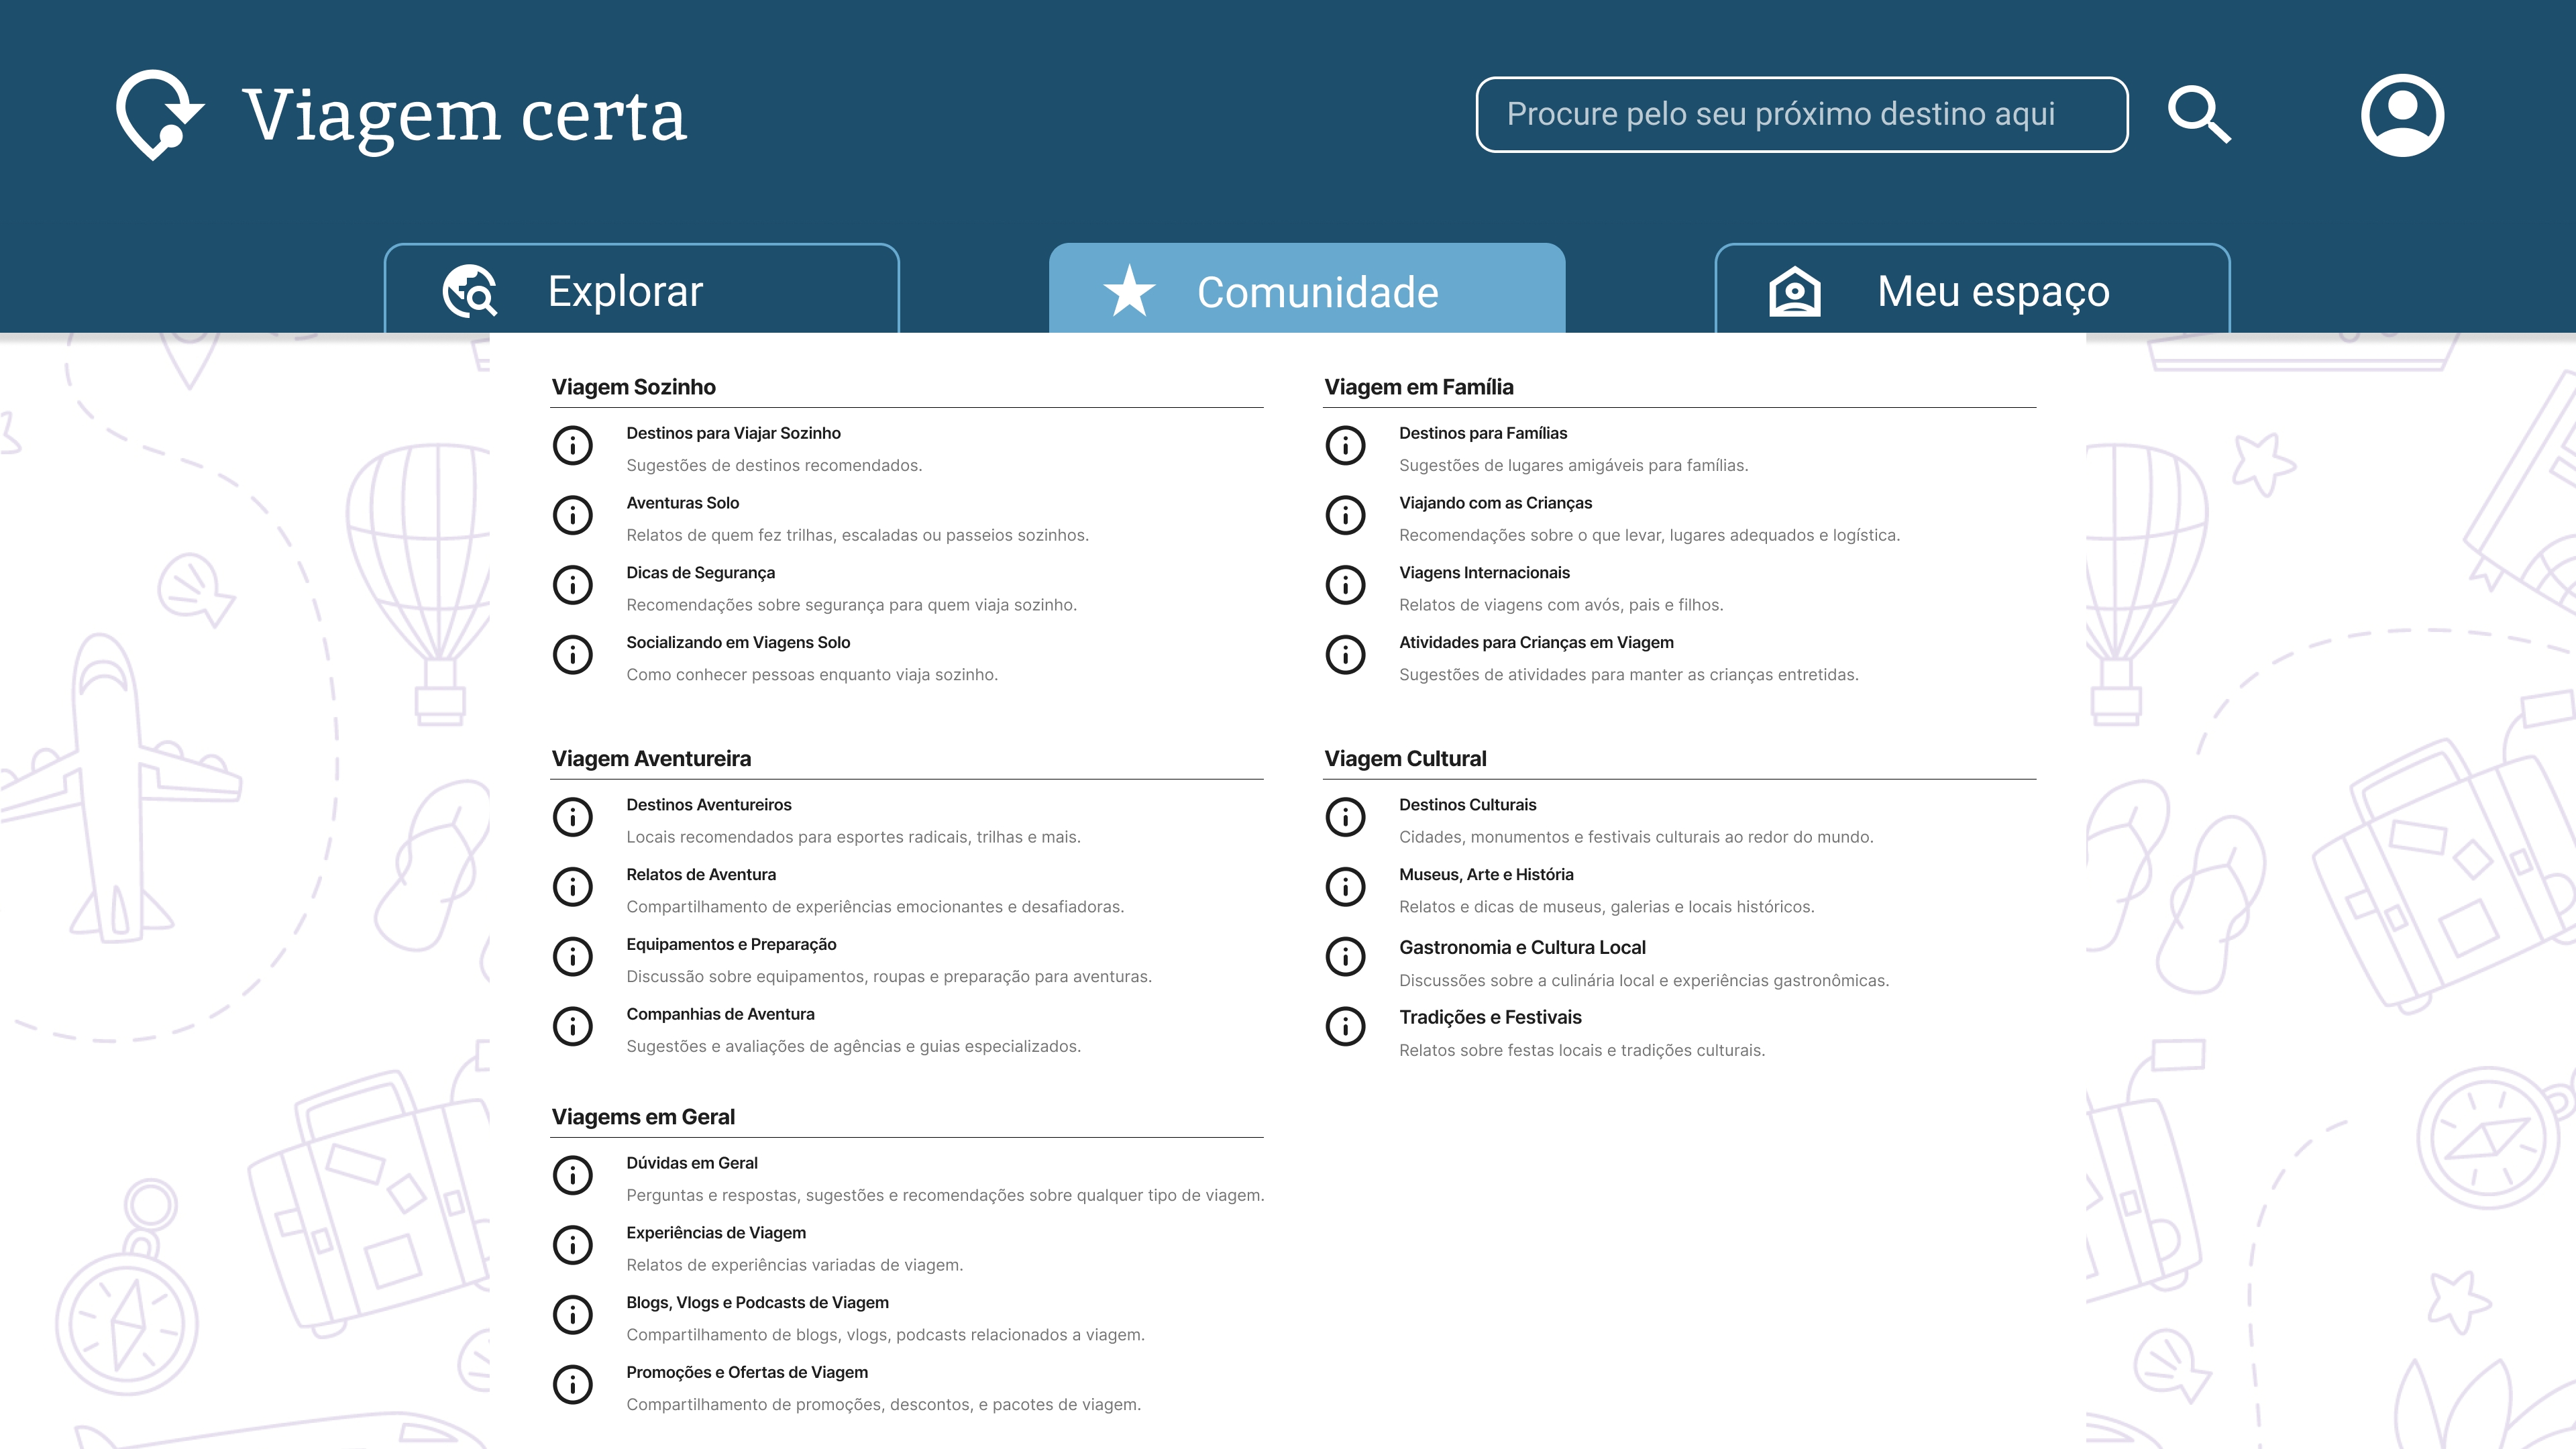 Viagem certa
Procure pelo seu próximo destino aqui
Explorar
Comunidade
Meu espaço
Viagem Sozinho
Destinos para Viajar Sozinho
Sugestões de destinos recomendados.
Aventuras Solo
Relatos de quem fez trilhas, escaladas ou passeios sozinhos.
Dicas de Segurança
Recomendações sobre segurança para quem viaja sozinho.
Socializando em Viagens Solo
Como conhecer pessoas enquanto viaja sozinho.
Viagem em Família
Destinos para Famílias
Sugestões de lugares amigáveis para famílias.
Viajando com as Crianças
Recomendações sobre o que levar, lugares adequados e logística.
Viagens Internacionais
Relatos de viagens com avós, pais e filhos.
Atividades para Crianças em Viagem
Sugestões de atividades para manter as crianças entretidas.
Viagem Aventureira
Destinos Aventureiros
Locais recomendados para esportes radicais, trilhas e mais.
Relatos de Aventura
Compartilhamento de experiências emocionantes e desafiadoras.
Equipamentos e Preparação
Discussão sobre equipamentos, roupas e preparação para aventuras.
Companhias de Aventura
Sugestões e avaliações de agências e guias especializados.
Viagem Cultural
Destinos Culturais
Cidades, monumentos e festivais culturais ao redor do mundo.
Museus, Arte e História
Relatos e dicas de museus, galerias e locais históricos.
Gastronomia e Cultura Local
Discussões sobre a culinária local e experiências gastronômicas.
Tradições e Festivais
Relatos sobre festas locais e tradições culturais.
Viagems em Geral
Dúvidas em Geral
Perguntas e respostas, sugestões e recomendações sobre qualquer tipo de viagem.
Experiências de Viagem
Relatos de experiências variadas de viagem.
Blogs, Vlogs e Podcasts de Viagem
Compartilhamento de blogs, vlogs, podcasts relacionados a viagem.
Promoções e Ofertas de Viagem
Compartilhamento de promoções, descontos, e pacotes de viagem.